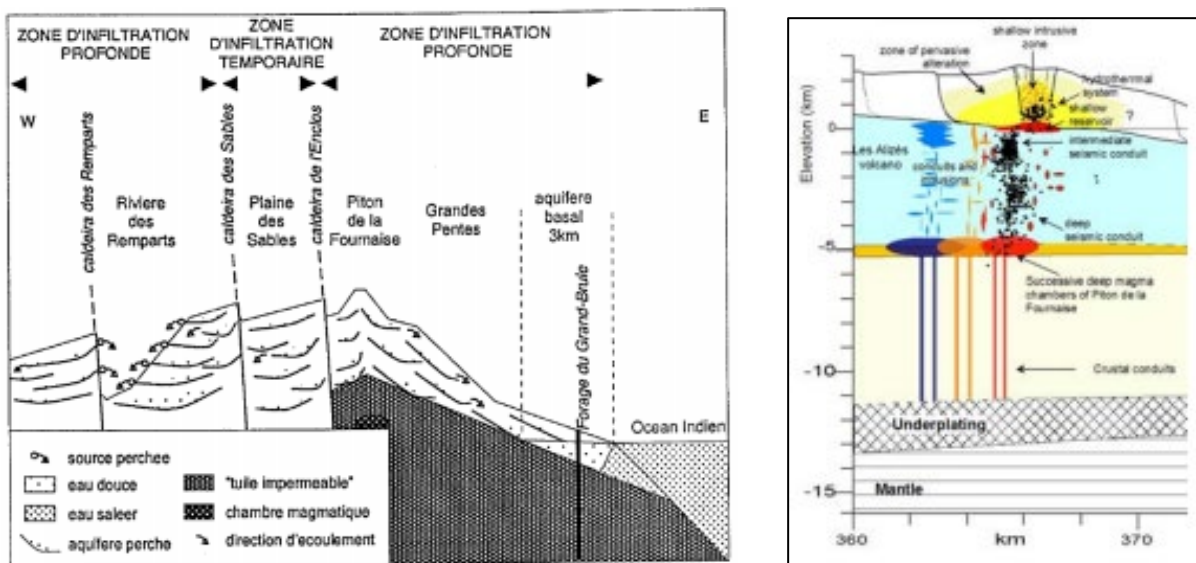 ZONE D'INFILTRATION
PROFONDE
ZONE
D'INFILTRATION
TEMPORAIRE
ZONE D'INFILTRATION
PROFONDE
W
E
caldeira des Remparts
Riviere
des
Remparts
caldeira des Sables
Plaine
des
Sables
caldeira de l'Enclos
Piton
de la
Fournaise
Grandes
Pentes
aquifere
basal
3km
Forage du Grand-Brule
Ocean Indien
source perchee
eau douce
eau saleer
aquifere perche
"tuile impermeable"
chambre magmatique
direction d'ecoulement
shallow intrusive
zone
zone of pervasive
alteration
hydrothermal
system
shallow
reservoir
?
intermediate
seismic conduit
Les Alizés
volcano
conduits and
deep
seismic conduit
Successive deep magma
chambers of Piton de la
Fournaise
Crustal conduits
Underplating
Mantle
Elevation (km)
0
-5
-10
-15
360
km
370